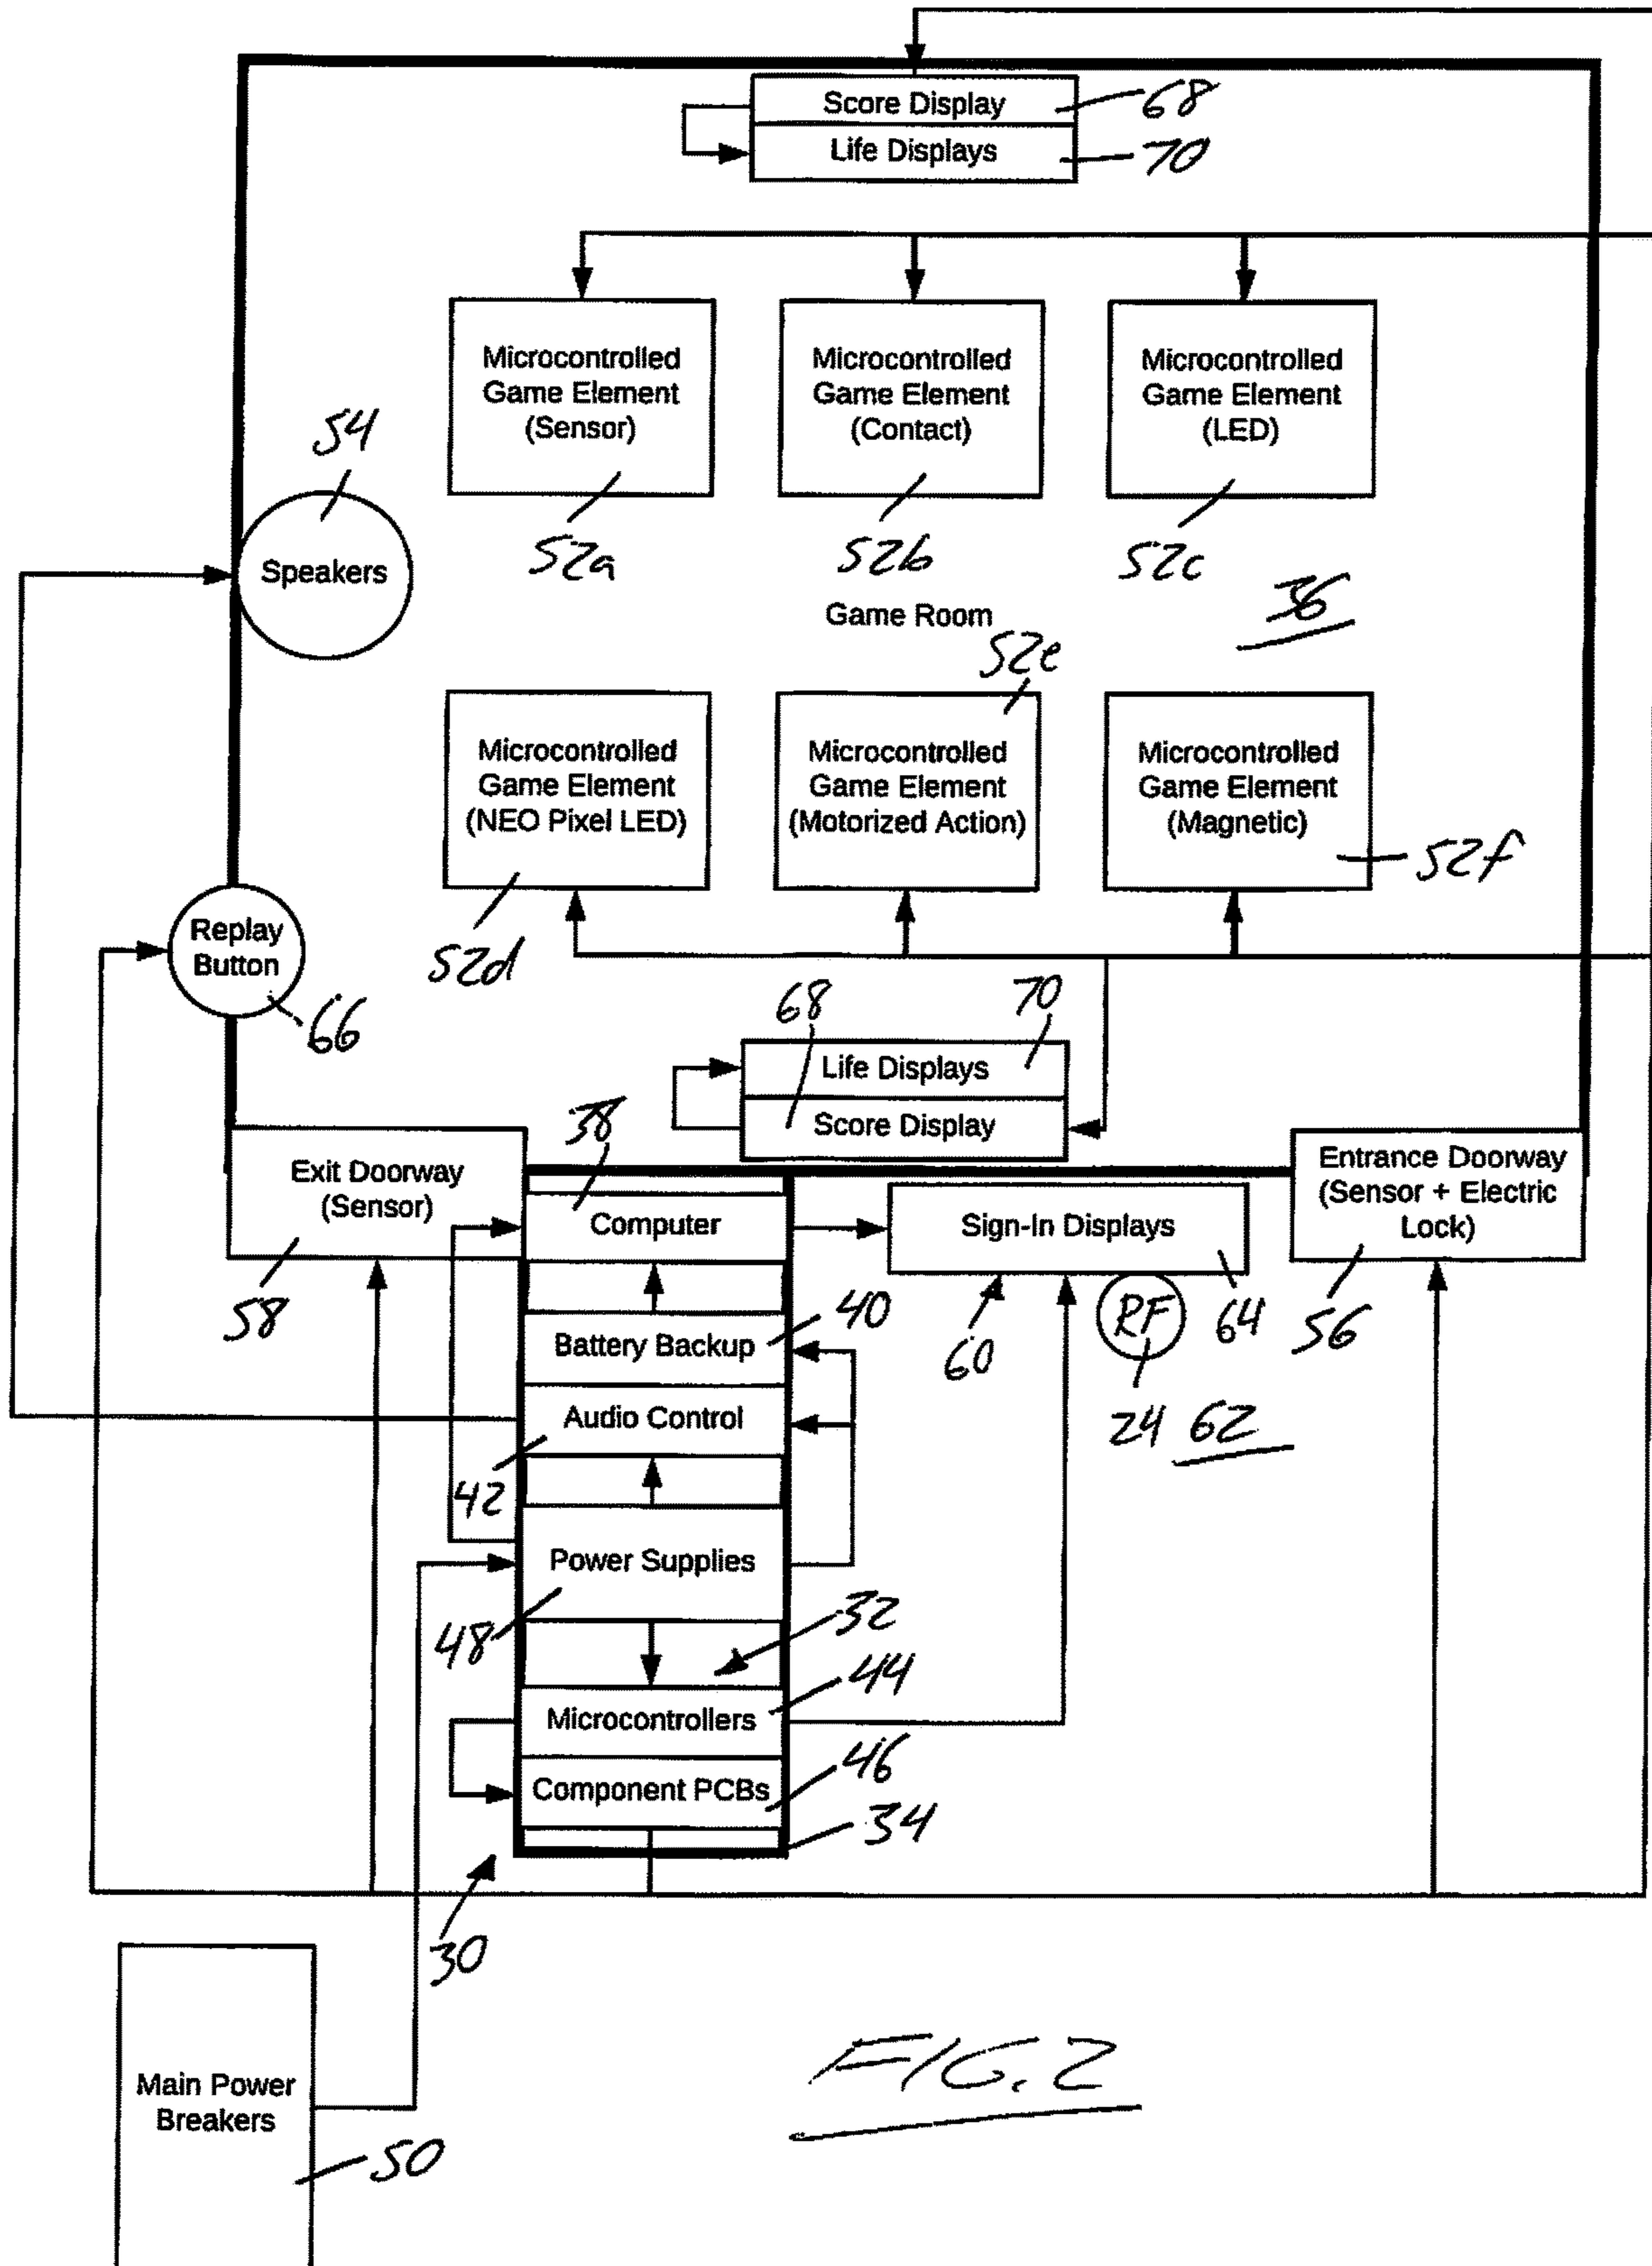 Score Display
68
Life Displays
70
Microcontrolled
Game Element
(Sensor)
52a
Microcontrolled
Game Element
(Contact)
52b
Microcontrolled
Game Element
(LED)
52c
54
Speakers
Game Room
36
52e
Microcontrolled
Game Element
(NEO Pixel LED)
52d
Microcontrolled
Game Element
(Motorized Action)
Microcontrolled
Game Element
(Magnetic)
52f
Replay
Button
66
68
70
Life Displays
Score Display
Exit Doorway
(Sensor)
58
38
Computer
Sign-In Displays
64
60
RF
24
62
Entrance Doorway
(Sensor + Electric
Lock)
56
Battery Backup
40
Audio Control
42
Power Supplies
48
32
Microcontrollers
44
Component PCBs
46
34
30
Main Power
Breakers
50
FIG. 2